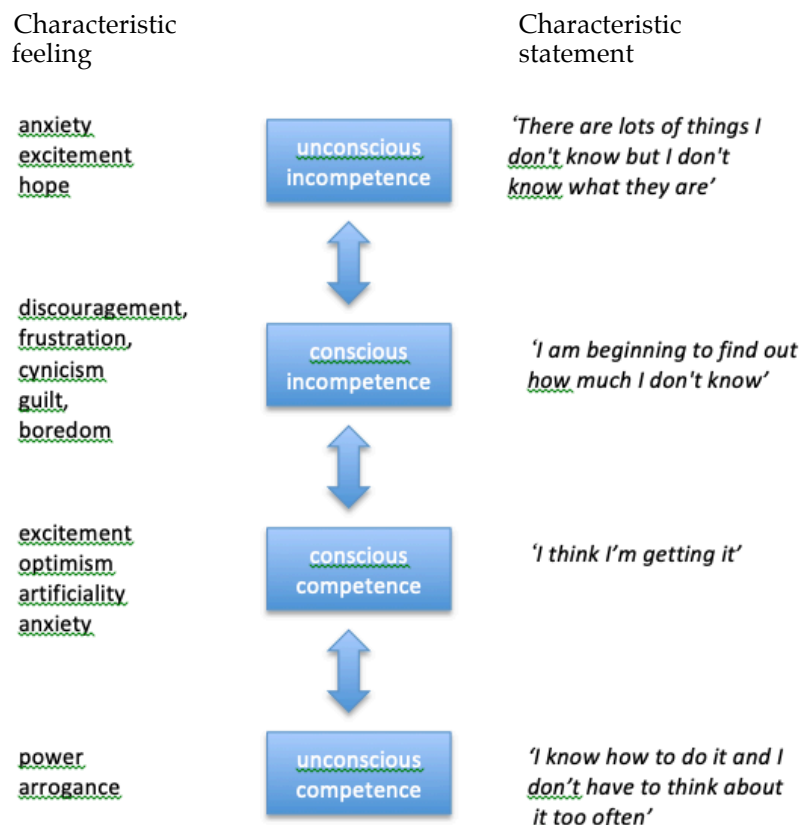 Characteristic
feeling
Characteristic
statement
anxiety
excitement
hope
unconscious
incompetence
‘There are lots of things I
don't know but I don't
know what they are’
discouragement,
frustration,
cynicism
guilt,
boredom
conscious
incompetence
‘I am beginning to find out
how much I don't know’
excitement
optimism
artificiality
anxiety
conscious
competence
‘I think I’m getting it’
power
arrogance
unconscious
competence
‘I know how to do it and I
don’t have to think about
it too often’